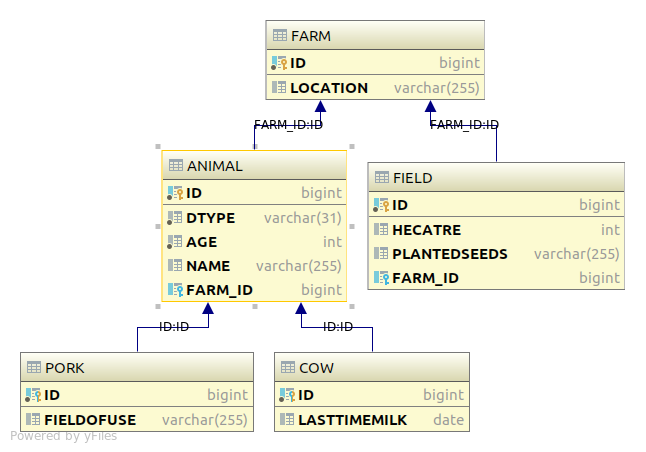 FARM
ID bigint
LOCATION varchar(255)
FARM_ID:ID FARM_ID:ID
ANIMAL
ID bigint
DTYPE varchar(31)
AGE int
NAME varchar(255)
FARM_ID bigint
FIELD
ID bigint
HECATRE int
PLANTEDSEEDS varchar(255)
FARM_ID bigint
ID:ID ID:ID
PORK
ID bigint
FIELDOFUSE varchar(255)
COW
ID bigint
LASTTIMEMILK date
Powered by yFiles